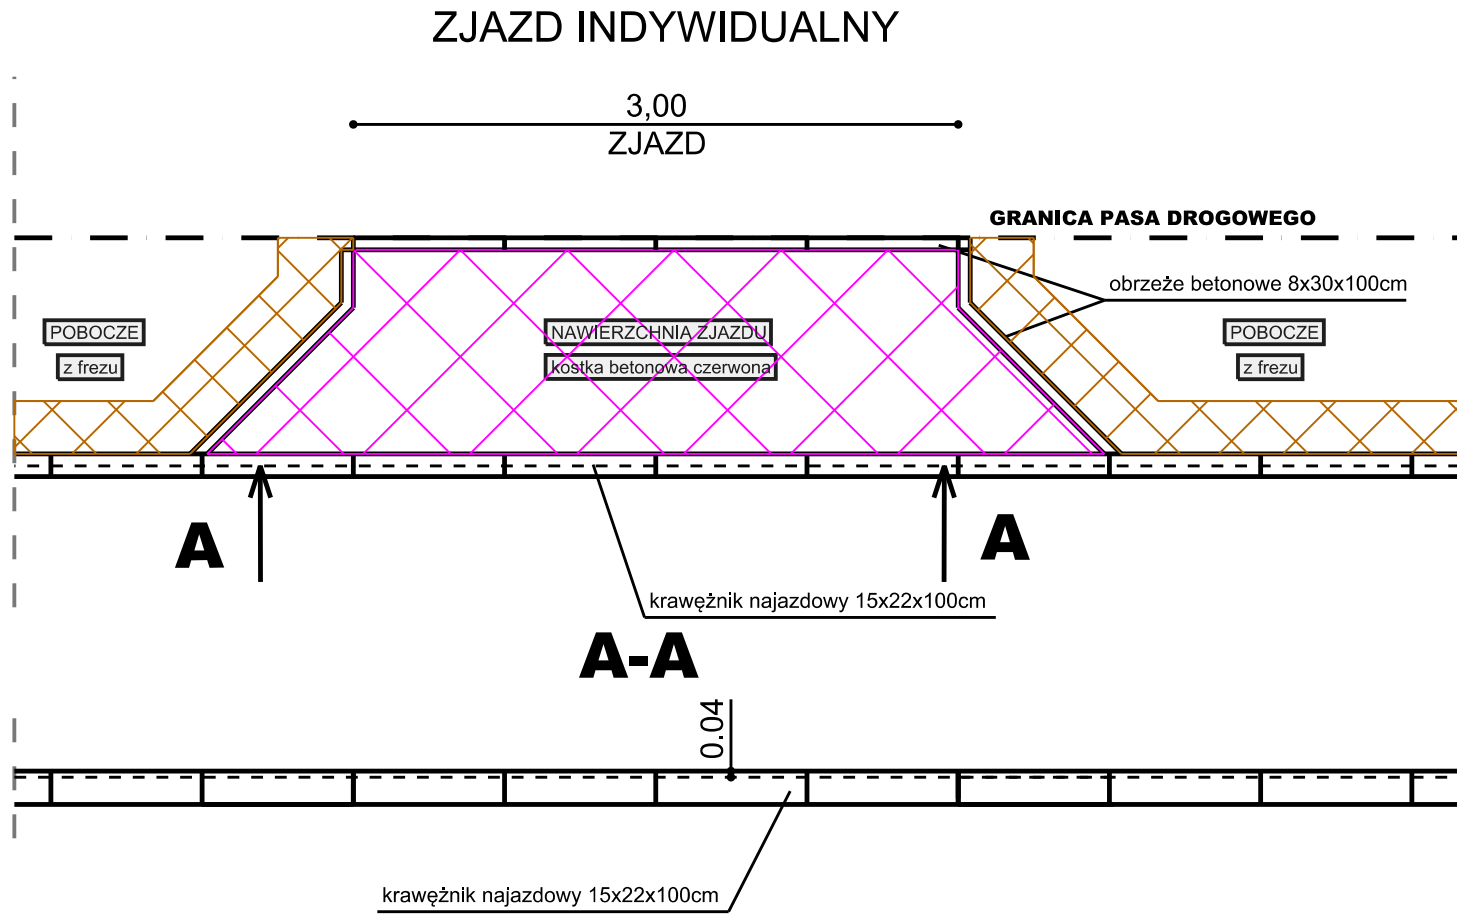 ZJAZD INDYWIDUALNY
3,00
ZJAZD
GRANICA PASA DROGOWEGO
obrzeże betonowe 8x30x100cm
POBOCZE
z frezu
NAWIERZCHNIA ZJAZDU
kostka betonowa czerwona
POBOCZE
z frezu
A
A
krawężnik najazdowy 15x22x100cm
A-A
0.04
krawężnik najazdowy 15x22x100cm